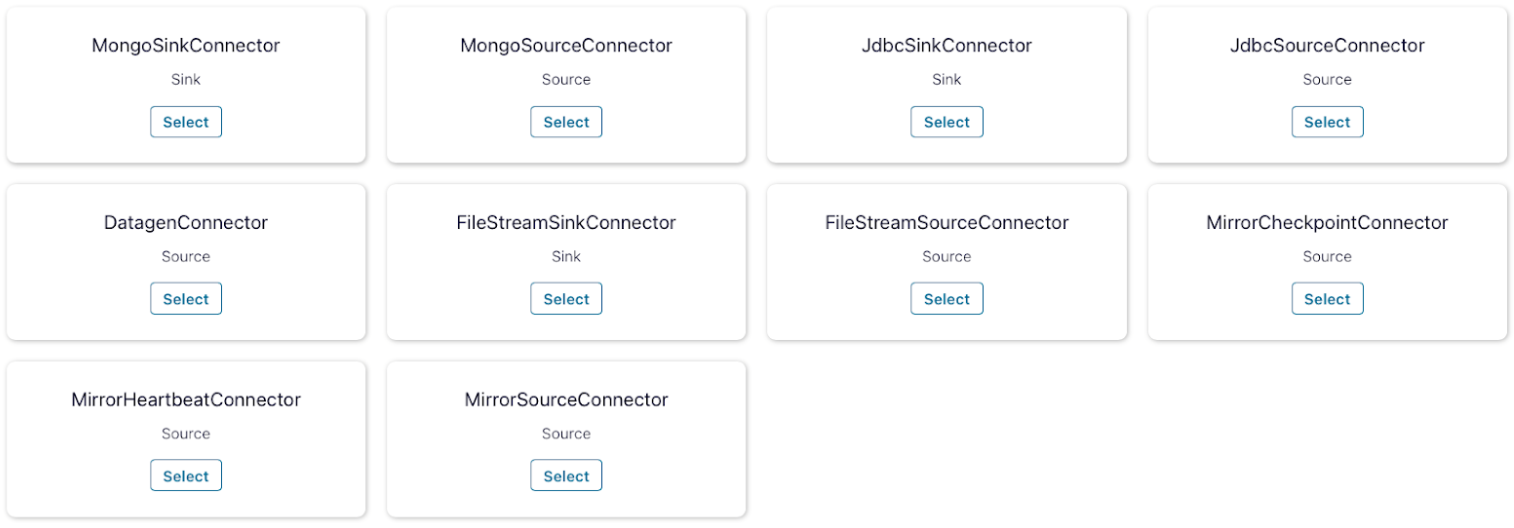 MongoSinkConnector
Sink
Select
MongoSourceConnector
Source
Select
JdbcSinkConnector
Sink
Select
JdbcSourceConnector
Source
Select
DatagenConnector
Source
Select
FileStreamSinkConnector
Sink
Select
FileStreamSourceConnector
Source
Select
MirrorCheckpointConnector
Source
Select
MirrorHeartbeatConnector
Source
Select
MirrorSourceConnector
Source
Select